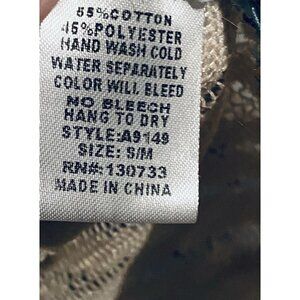 55%COTTON
45%POLYESTER
HAND WASH COLD
WATER SEPARATELY
COLOR WILL BLEED
NO BLEECH
HANG TO DRY
STYLE:A9149
SIZE: S/M
RN#:130733
MADE IN CHINA